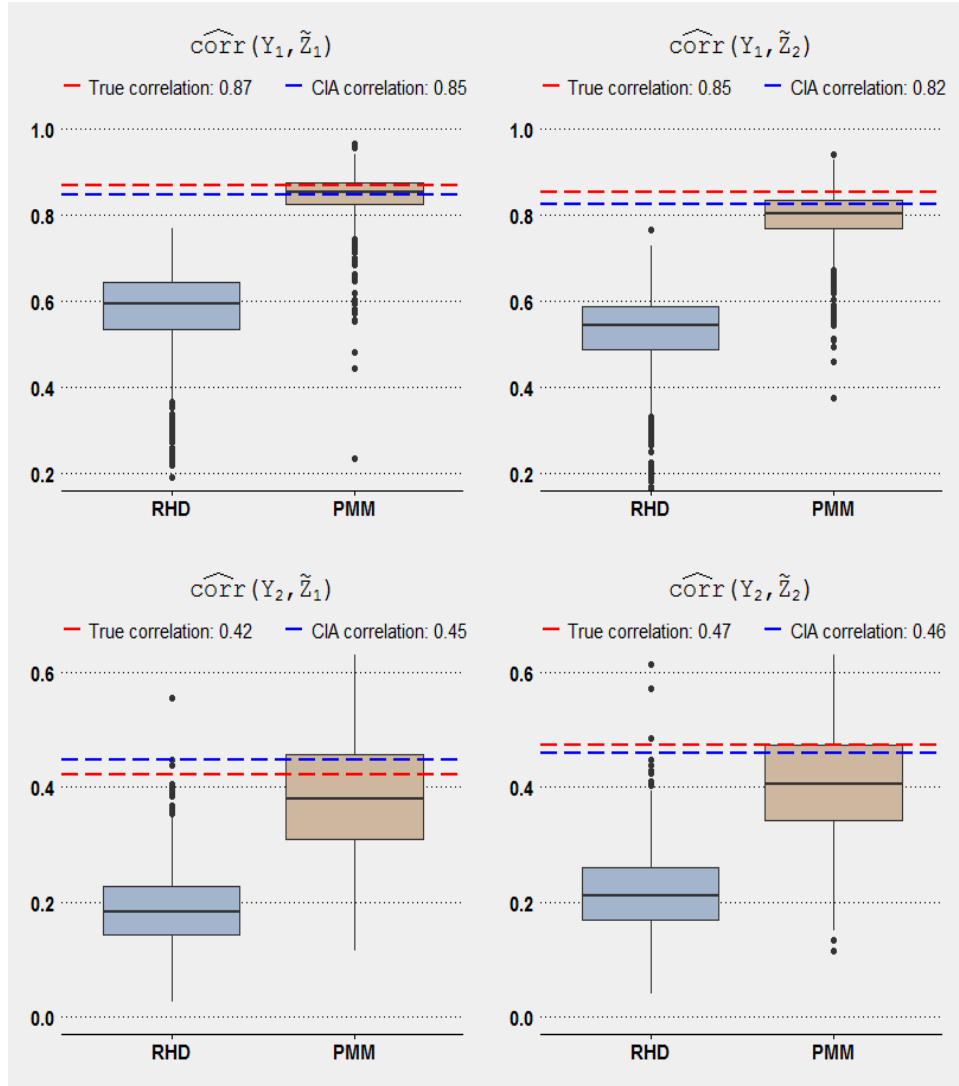 corr(Y₁,Z̃₁)
True correlation: 0.87 CIA correlation: 0.85
1.0
0.8
0.6
0.4
0.2
RHD PMM
corr(Y₁,Z̃₂)
True correlation: 0.85 CIA correlation: 0.82
1.0
0.8
0.6
0.4
0.2
RHD PMM
corr(Y₂,Z̃₁)
True correlation: 0.42 CIA correlation: 0.45
0.6
0.4
0.2
0.0
RHD PMM
corr(Y₂,Z̃₂)
True correlation: 0.47 CIA correlation: 0.46
0.6
0.4
0.2
0.0
RHD PMM